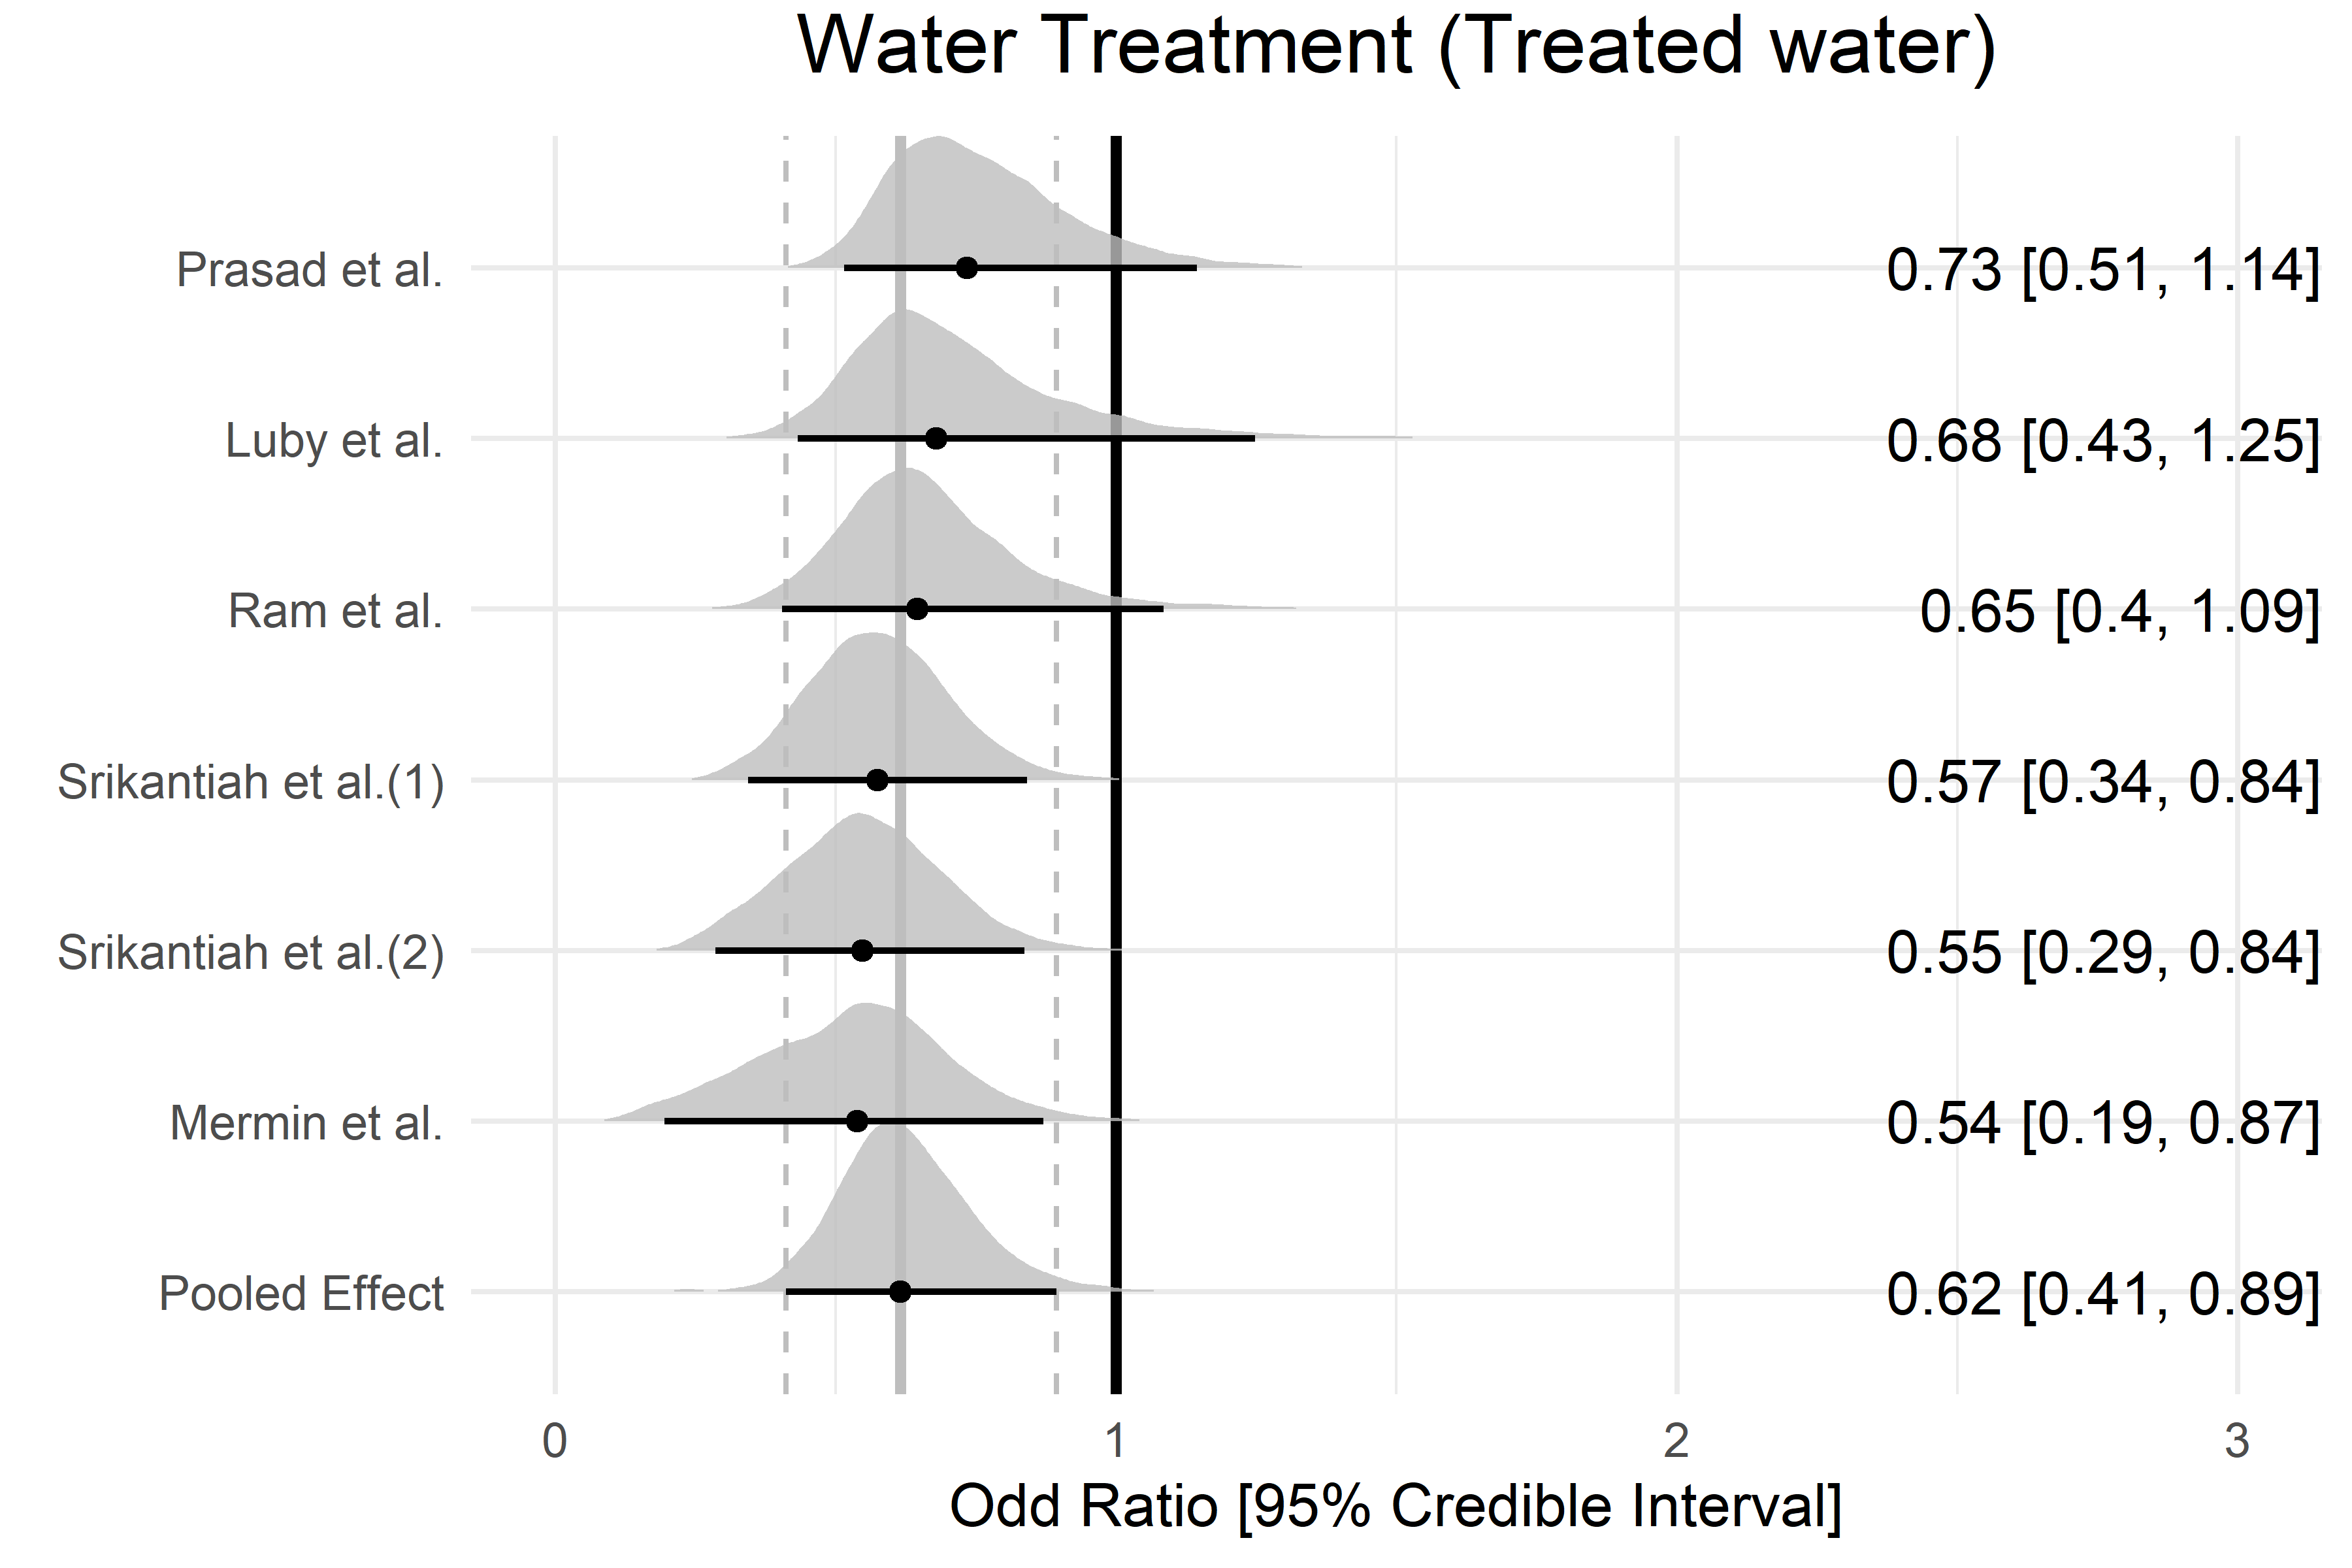 Water Treatment (Treated water)
Prasad et al. 0.73 [0.51, 1.14]
Luby et al. 0.68 [0.43, 1.25]
Ram et al. 0.65 [0.4, 1.09]
Srikantiah et al.(1) 0.57 [0.34, 0.84]
Srikantiah et al.(2) 0.55 [0.29, 0.84]
Mermin et al. 0.54 [0.19, 0.87]
Pooled Effect 0.62 [0.41, 0.89]
0 1 2 3
Odd Ratio [95% Credible Interval]